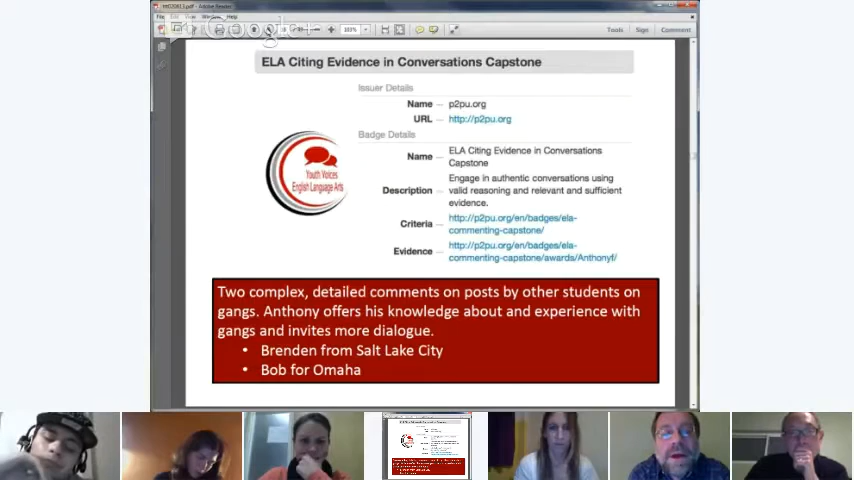 Google+
Tools
Sign
Comment
ELA Citing Evidence in Conversations Capstone
Issuer Details
Name — p2pu.org
URL — http://p2pu.org
Badge Details
Name — ELA Citing Evidence in Conversations
Capstone
Description — Engage in authentic conversations using
valid reasoning and relevant and sufficient
evidence.
Criteria — http://p2pu.org/en/badges/ela-
commenting-capstone/
Evidence — http://p2pu.org/en/badges/ela-
commenting-capstone/awards/Anthonyf/
Youth Voices
English Language Arts
Two complex, detailed comments on posts by other students on
gangs. Anthony offers his knowledge about and experience with
gangs and invites more dialogue.
• Brenden from Salt Lake City
• Bob for Omaha